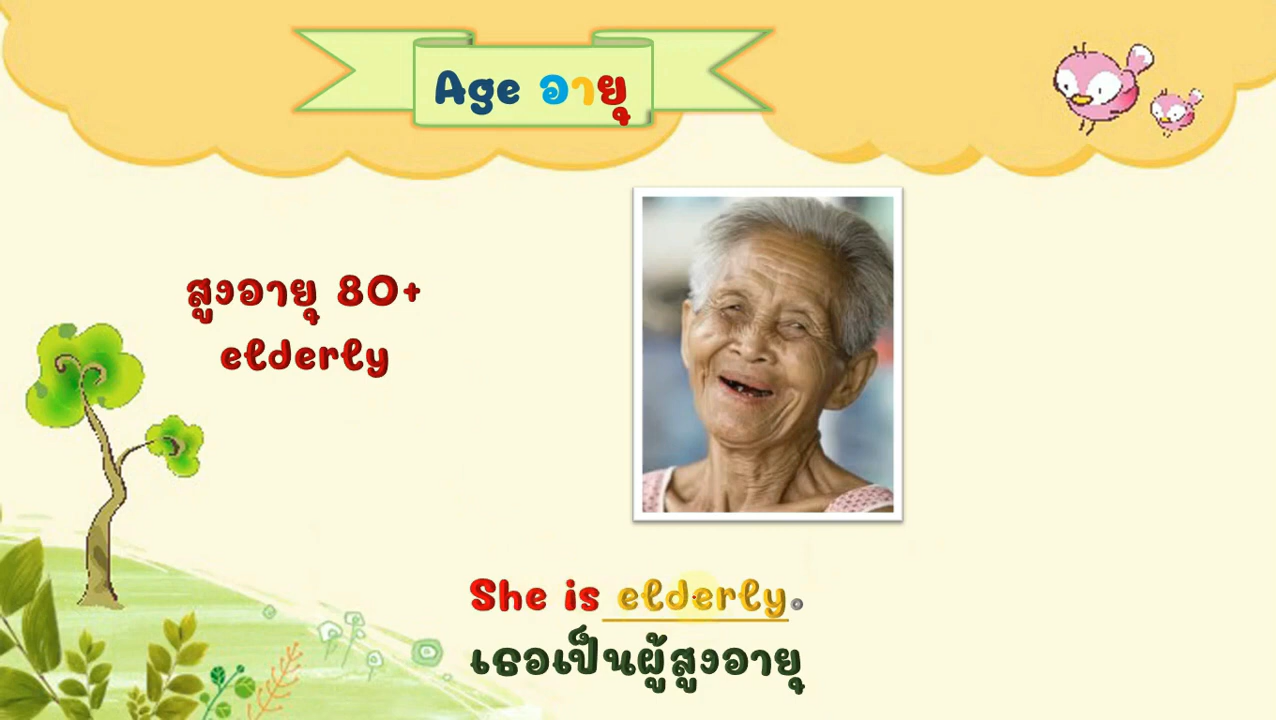 Age อายุ
สูงอายุ 80+
elderly
She is elderly.
เธอเป็นผู้สูงอายุ